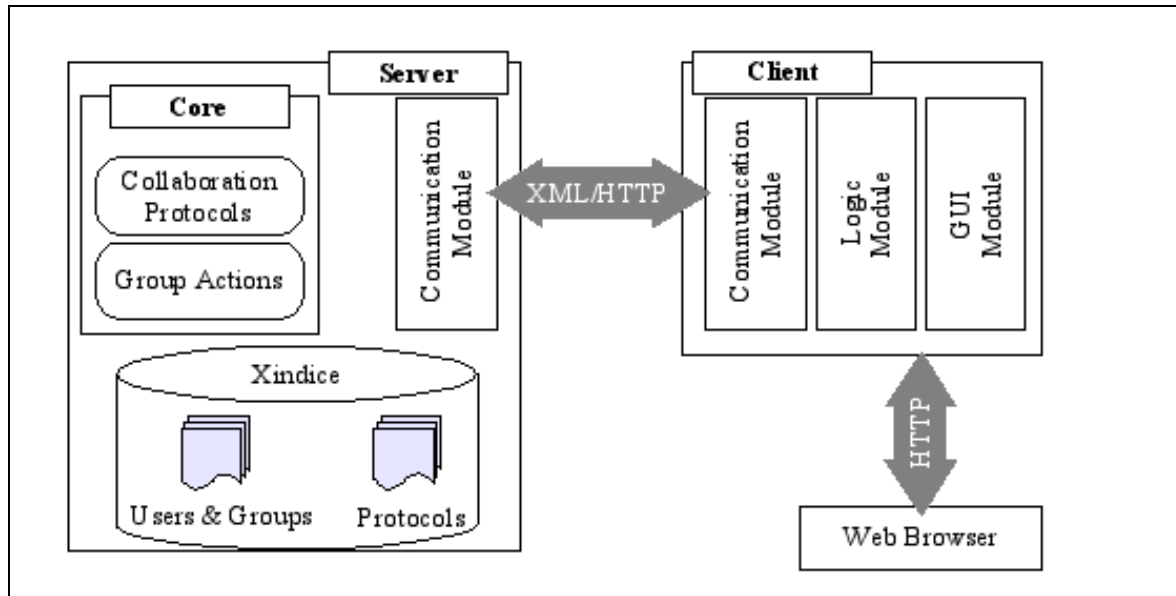 Server
Core
Collaboration
Protocols
Group Actions
Communication
Module
Xindice
Users & Groups
Protocols
XML/HTTP
Client
Communication
Module
Logic
Module
GUI
Module
HTTP
Web Browser